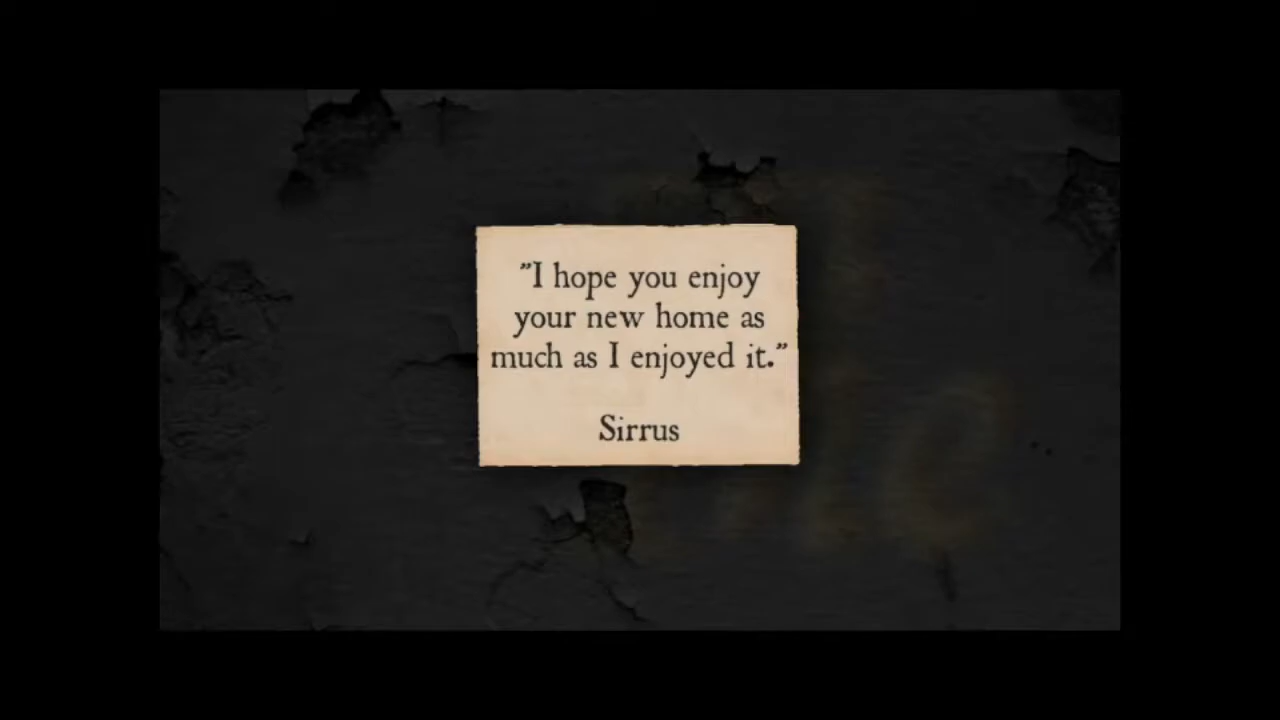 "I hope you enjoy
your new home as
much as I enjoyed it."
Sirrus